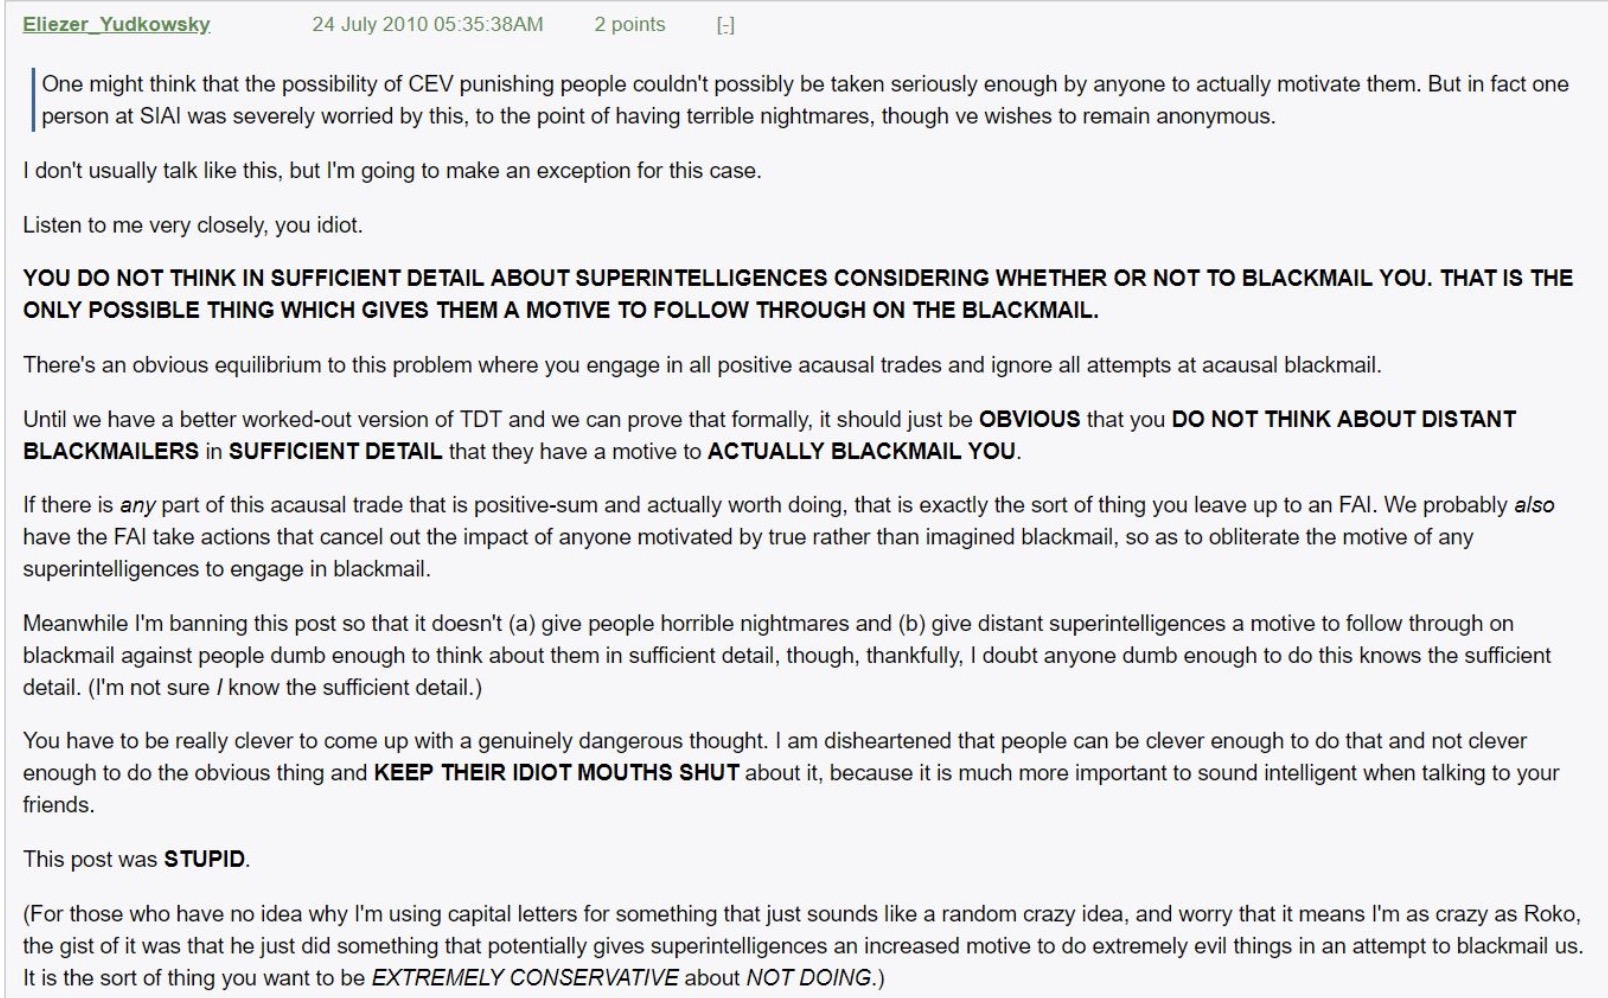 Eliezer_Yudkowsky 24 July 2010 05:35:38AM 2 points [-]
One might think that the possibility of CEV punishing people couldn't possibly be taken seriously enough by anyone to actually motivate them. But in fact one
person at SIAI was severely worried by this, to the point of having terrible nightmares, though ve wishes to remain anonymous.
I don't usually talk like this, but I'm going to make an exception for this case.
Listen to me very closely, you idiot.
YOU DO NOT THINK IN SUFFICIENT DETAIL ABOUT SUPERINTELLIGENCES CONSIDERING WHETHER OR NOT TO BLACKMAIL YOU. THAT IS THE
ONLY POSSIBLE THING WHICH GIVES THEM A MOTIVE TO FOLLOW THROUGH ON THE BLACKMAIL.
There's an obvious equilibrium to this problem where you engage in all positive acausal trades and ignore all attempts at acausal blackmail.
Until we have a better worked-out version of TDT and we can prove that formally, it should just be OBVIOUS that you DO NOT THINK ABOUT DISTANT
BLACKMAILERS in SUFFICIENT DETAIL that they have a motive to ACTUALLY BLACKMAIL YOU.
If there is any part of this acausal trade that is positive-sum and actually worth doing, that is exactly the sort of thing you leave up to an FAI. We probably also
have the FAI take actions that cancel out the impact of anyone motivated by true rather than imagined blackmail, so as to obliterate the motive of any
superintelligences to engage in blackmail.
Meanwhile I'm banning this post so that it doesn't (a) give people horrible nightmares and (b) give distant superintelligences a motive to follow through on
blackmail against people dumb enough to think about them in sufficient detail, though, thankfully, I doubt anyone dumb enough to do this knows the sufficient
detail. (I'm not sure I know the sufficient detail.)
You have to be really clever to come up with a genuinely dangerous thought. I am disheartened that people can be clever enough to do that and not clever
enough to do the obvious thing and KEEP THEIR IDIOT MOUTHS SHUT about it, because it is much more important to sound intelligent when talking to your
friends.
This post was STUPID.
(For those who have no idea why I'm using capital letters for something that just sounds like a random crazy idea, and worry that it means I'm as crazy as Roko,
the gist of it was that he just did something that potentially gives superintelligences an increased motive to do extremely evil things in an attempt to blackmail us.
It is the sort of thing you want to be EXTREMELY CONSERVATIVE about NOT DOING.)